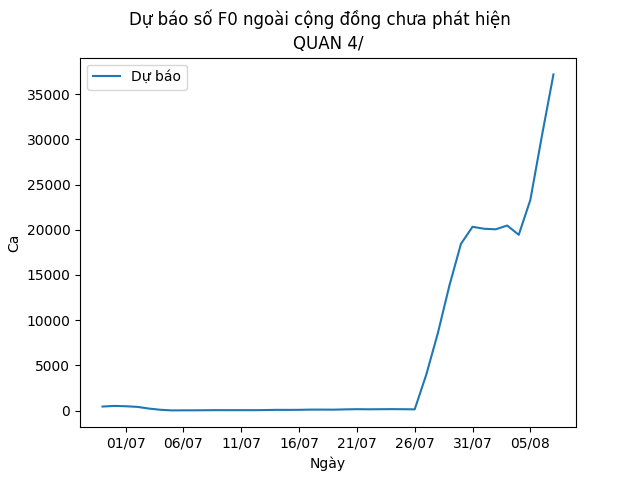 Dự báo số F0 ngoài cộng đồng chưa phát hiện
QUAN 4/
Dự báo
Ca
35000
30000
25000
20000
15000
10000
5000
0
01/07 06/07 11/07 16/07 21/07 26/07 31/07 05/08
Ngày